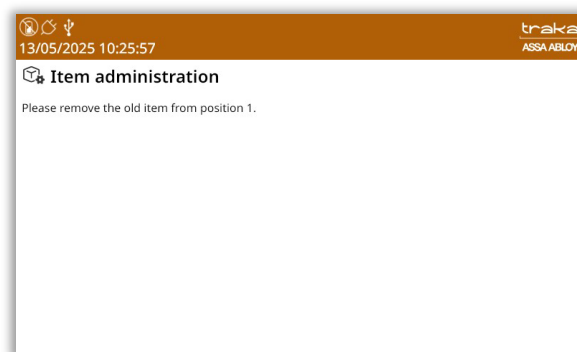 traka
13/05/2025 10:25:57
ASSA ABLOY
Item administration
Please remove the old item from position 1.